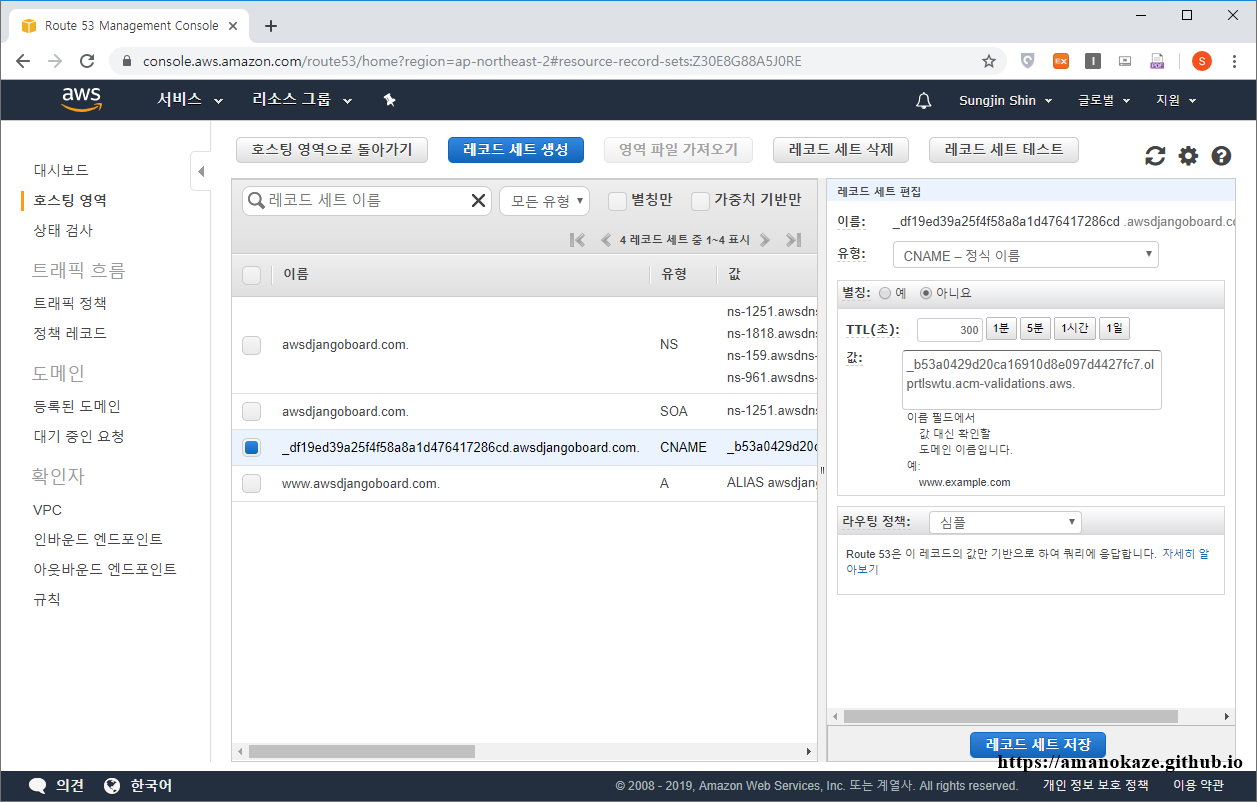 Route 53 Management Console
console.aws.amazon.com/route53/home?region=ap-northeast-2#resource-record-sets:Z30E8G88A5J0RE
EX
I
PDF
S
aws
서비스
리소스 그룹
Sungjin Shin
글로벌
지원
대시보드
호스팅 영역
상태 검사
트래픽 흐름
트래픽 정책
정책 레코드
도메인
등록된 도메인
대기 중인 요청
확인자
VPC
인바운드 엔드포인트
아웃바운드 엔드포인트
규칙
호스팅 영역으로 돌아가기
레코드 세트 생성
영역 파일 가져오기
레코드 세트 삭제
레코드 세트 테스트
레코드 세트 이름
모든 유형
별칭만
가중치 기반만
4 레코드 세트 중 1~4 표시
이름 유형 값
awsdjangoboard.com. NS
ns-1251.awsdns
ns-1818.awsdns
ns-159.awsdns-
ns-961.awsdns-
awsdjangoboard.com. SOA ns-1251.awsdns
_df19ed39a25f4f58a8a1d476417286cd.awsdjangoboard.com. CNAME _b53a0429d20c
www.awsdjangoboard.com. A ALIAS awsdjang
레코드 세트 편집
이름: _df19ed39a25f4f58a8a1d476417286cd .awsdjangoboard.co
유형: CNAME – 정식 이름
별칭: 예 아니요
TTL(초): 300 1분 5분 1시간 1일
값: _b53a0429d20ca16910d8e097d4427fc7.ol
prtlswtu.acm-validations.aws.
이름 필드에서
값 대신 확인할
도메인 이름입니다.
예:
www.example.com
라우팅 정책: 심플
Route 53은 이 레코드의 값만 기반으로 하여 쿼리에 응답합니다. 자세히 알
아보기
레코드 세트 저장
https://amanokaze.github.io
의견
한국어
© 2008 - 2019, Amazon Web Services, Inc. 또는 계열사. All rights reserved.
개인 정보 보호 정책
이용 약관